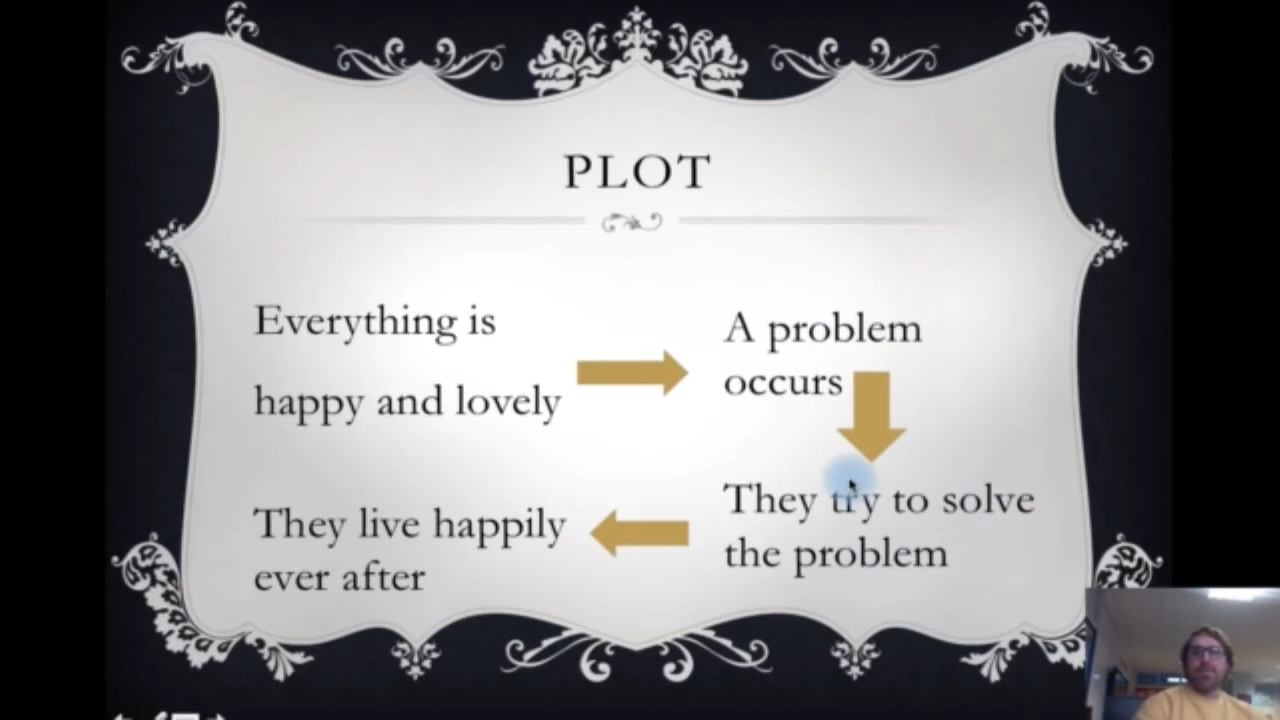 PLOT
Everything is
happy and lovely
A problem
occurs
They try to solve
the problem
They live happily
ever after